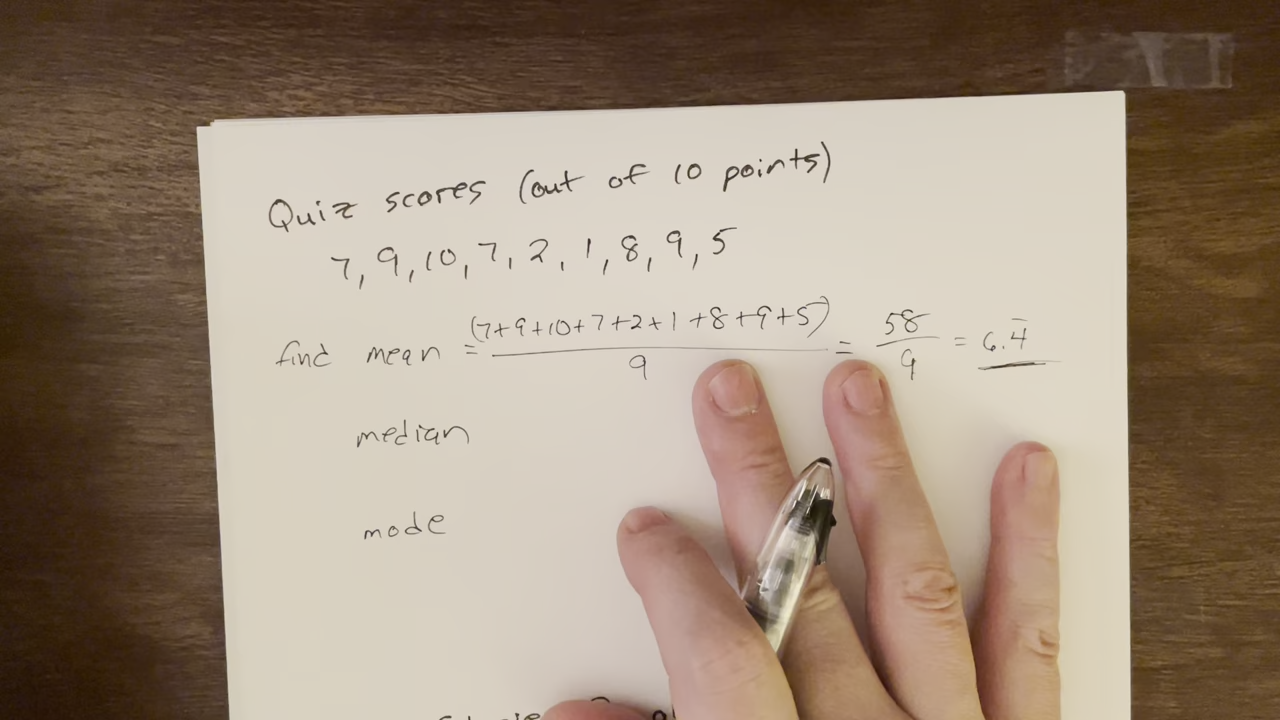 Quiz scores (out of 10 points)
7, 9, 10, 7, 2, 1, 8, 9, 5
find mean = (7+9+10+7+2+1+8+9+5)/9 = 58/9 = 6.4̅
median
mode